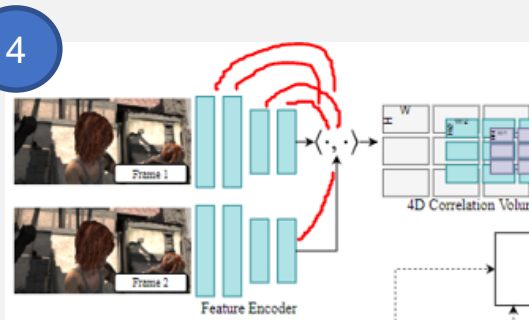 4
Frame 1
⟨·,·⟩
W
H
4D Correlation Volu
Frame 2
Feature Encoder